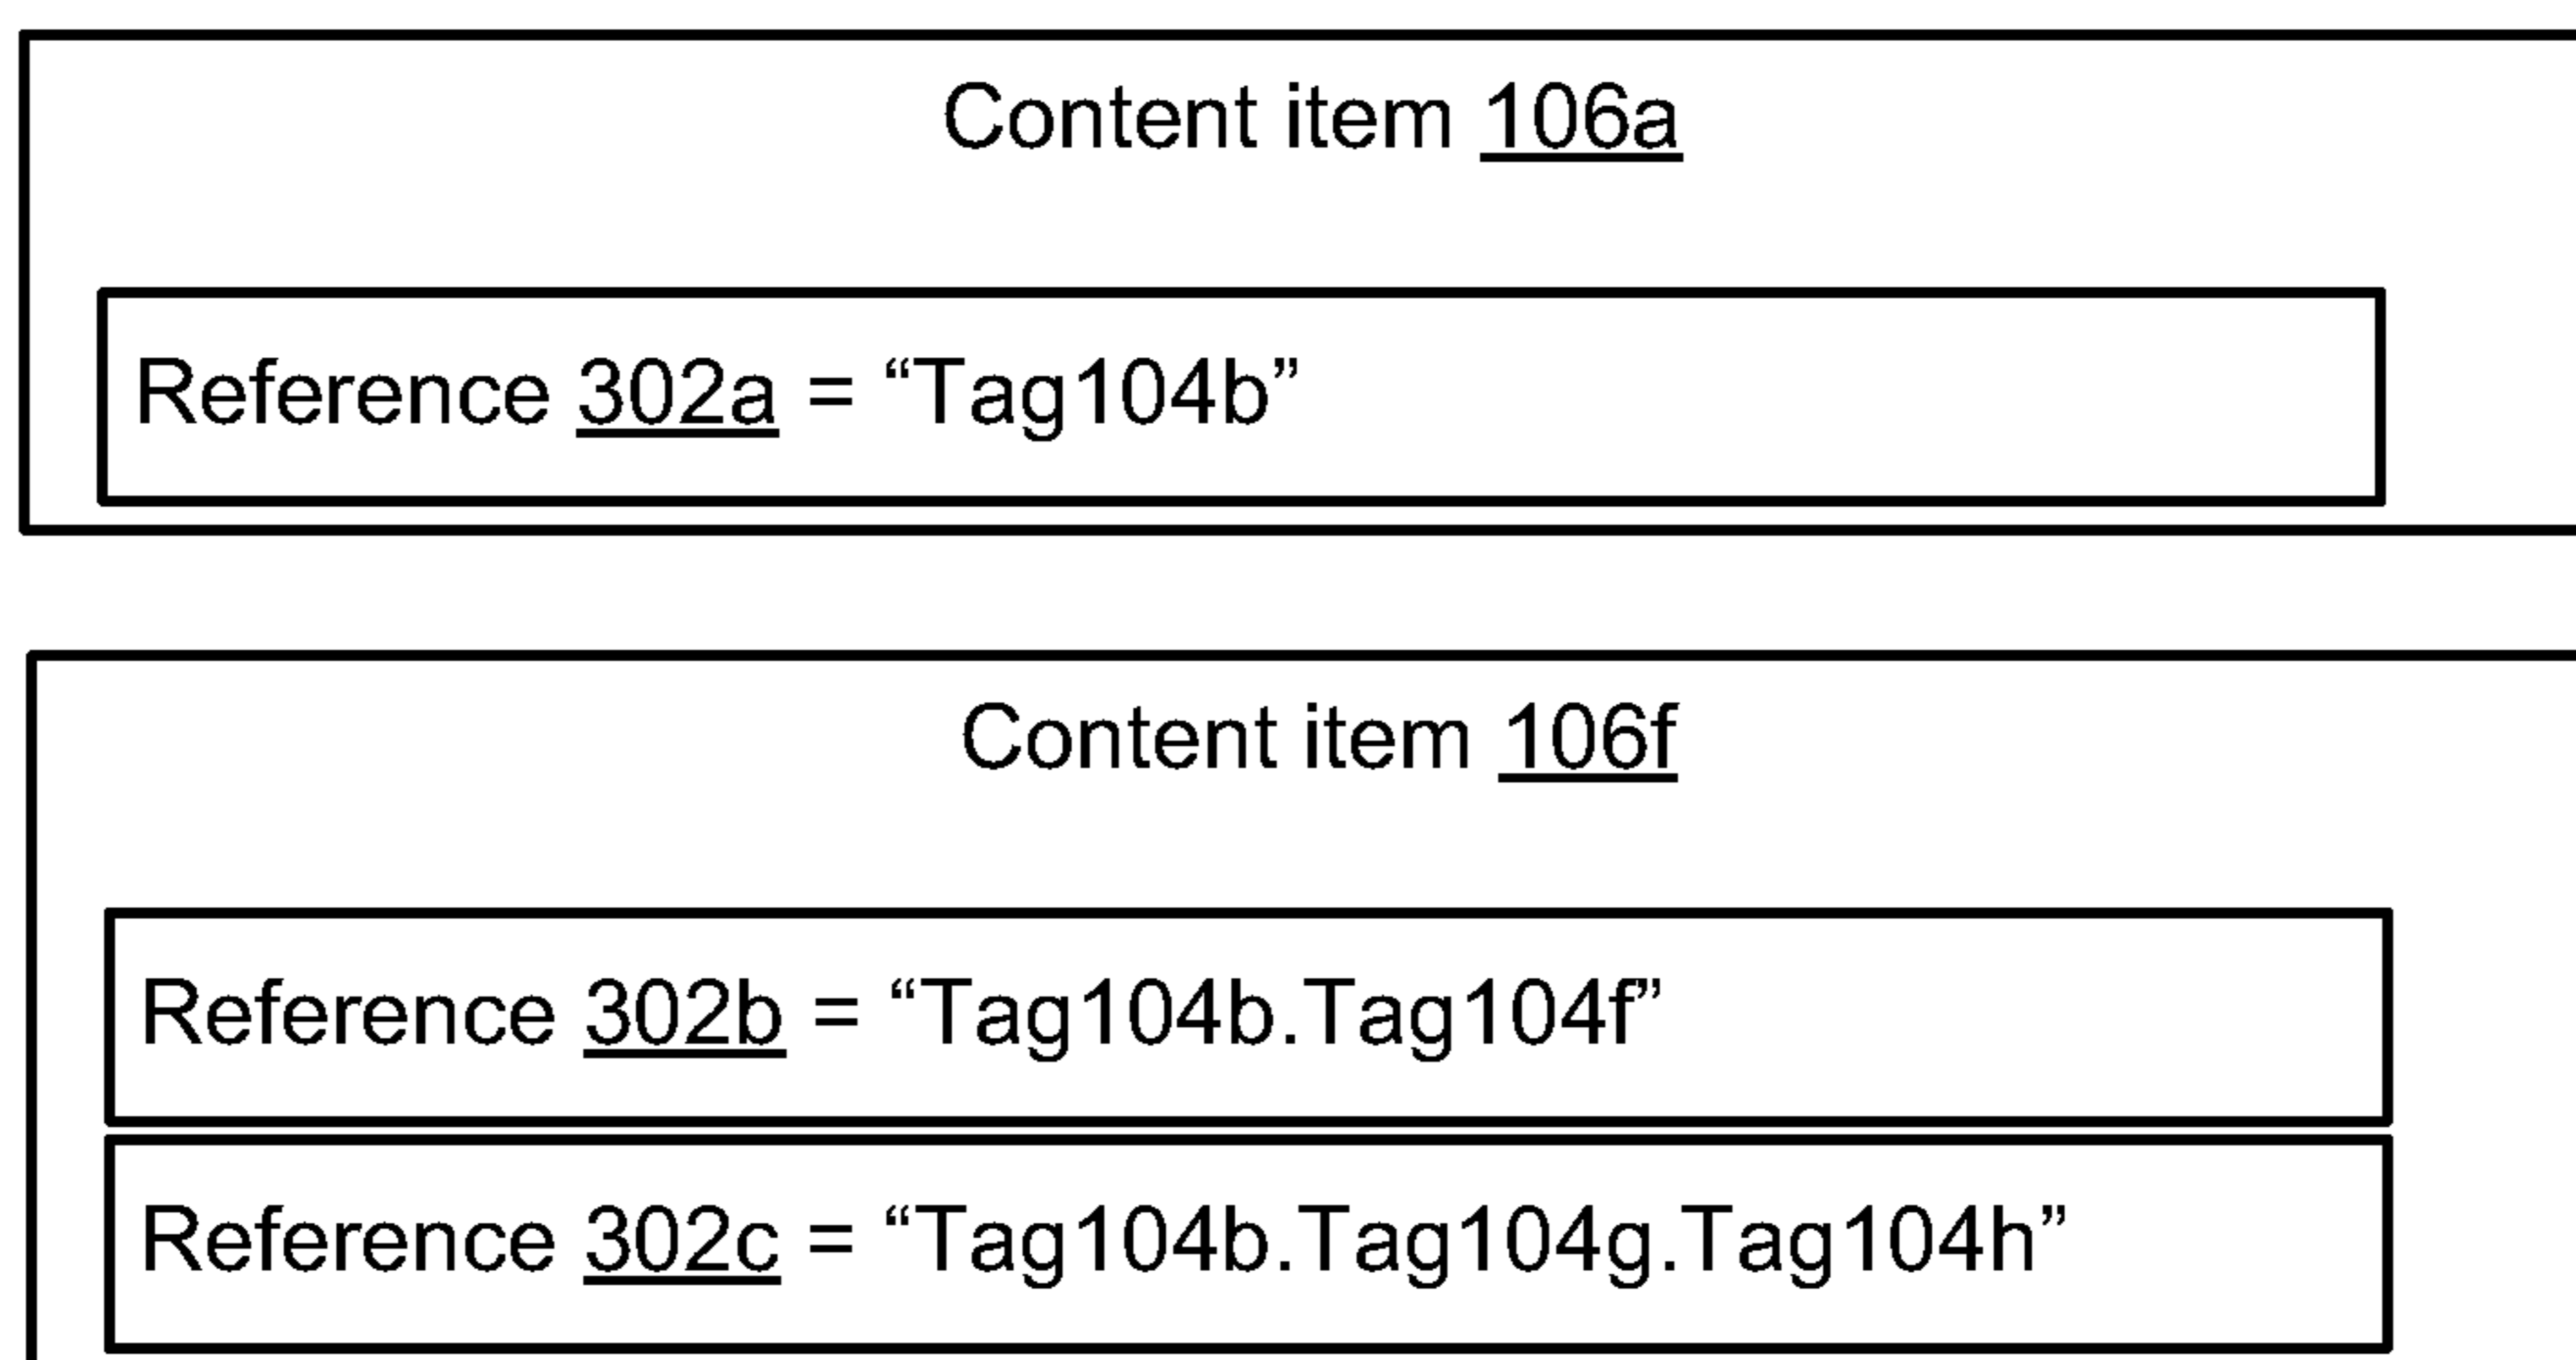 Content item 106a
Reference 302a = “Tag104b”
Content item 106f
Reference 302b = “Tag104b.Tag104f”
Reference 302c = “Tag104b.Tag104g.Tag104h”